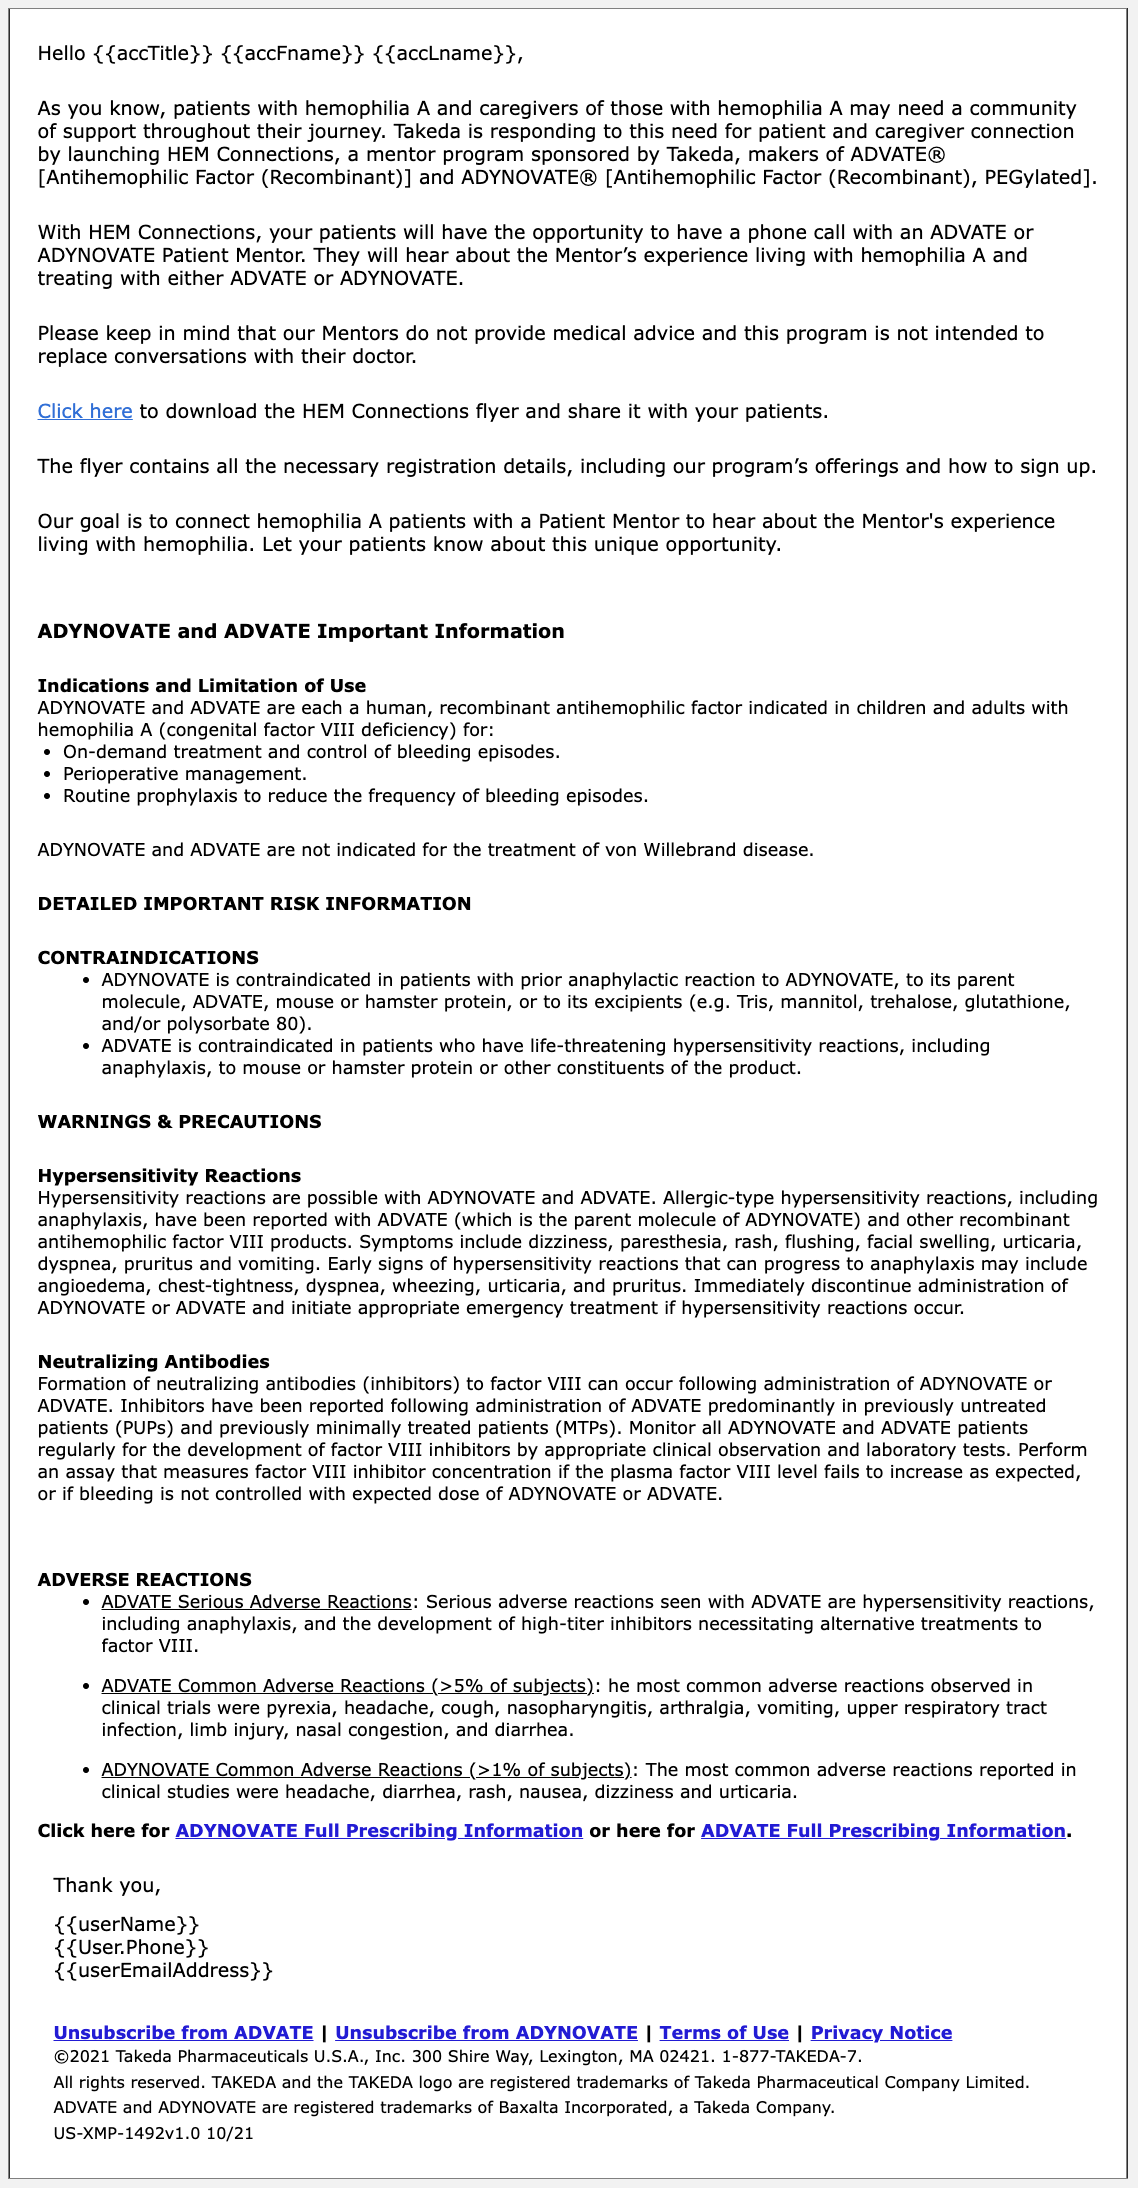 Hello {{accTitle}} {{accFname}} {{accLname}},
As you know, patients with hemophilia A and caregivers of those with hemophilia A may need a community
of support throughout their journey. Takeda is responding to this need for patient and caregiver connection
by launching HEM Connections, a mentor program sponsored by Takeda, makers of ADVATE®
[Antihemophilic Factor (Recombinant)] and ADYNOVATE® [Antihemophilic Factor (Recombinant), PEGylated].
With HEM Connections, your patients will have the opportunity to have a phone call with an ADVATE or
ADYNOVATE Patient Mentor. They will hear about the Mentor’s experience living with hemophilia A and
treating with either ADVATE or ADYNOVATE.
Please keep in mind that our Mentors do not provide medical advice and this program is not intended to
replace conversations with their doctor.
Click here to download the HEM Connections flyer and share it with your patients.
The flyer contains all the necessary registration details, including our program’s offerings and how to sign up.
Our goal is to connect hemophilia A patients with a Patient Mentor to hear about the Mentor's experience
living with hemophilia. Let your patients know about this unique opportunity.
ADYNOVATE and ADVATE Important Information
Indications and Limitation of Use
ADYNOVATE and ADVATE are each a human, recombinant antihemophilic factor indicated in children and adults with
hemophilia A (congenital factor VIII deficiency) for:
• On-demand treatment and control of bleeding episodes.
• Perioperative management.
• Routine prophylaxis to reduce the frequency of bleeding episodes.
ADYNOVATE and ADVATE are not indicated for the treatment of von Willebrand disease.
DETAILED IMPORTANT RISK INFORMATION
CONTRAINDICATIONS
• ADYNOVATE is contraindicated in patients with prior anaphylactic reaction to ADYNOVATE, to its parent
molecule, ADVATE, mouse or hamster protein, or to its excipients (e.g. Tris, mannitol, trehalose, glutathione,
and/or polysorbate 80).
• ADVATE is contraindicated in patients who have life-threatening hypersensitivity reactions, including
anaphylaxis, to mouse or hamster protein or other constituents of the product.
WARNINGS & PRECAUTIONS
Hypersensitivity Reactions
Hypersensitivity reactions are possible with ADYNOVATE and ADVATE. Allergic-type hypersensitivity reactions, including
anaphylaxis, have been reported with ADVATE (which is the parent molecule of ADYNOVATE) and other recombinant
antihemophilic factor VIII products. Symptoms include dizziness, paresthesia, rash, flushing, facial swelling, urticaria,
dyspnea, pruritus and vomiting. Early signs of hypersensitivity reactions that can progress to anaphylaxis may include
angioedema, chest-tightness, dyspnea, wheezing, urticaria, and pruritus. Immediately discontinue administration of
ADYNOVATE or ADVATE and initiate appropriate emergency treatment if hypersensitivity reactions occur.
Neutralizing Antibodies
Formation of neutralizing antibodies (inhibitors) to factor VIII can occur following administration of ADYNOVATE or
ADVATE. Inhibitors have been reported following administration of ADVATE predominantly in previously untreated
patients (PUPs) and previously minimally treated patients (MTPs). Monitor all ADYNOVATE and ADVATE patients
regularly for the development of factor VIII inhibitors by appropriate clinical observation and laboratory tests. Perform
an assay that measures factor VIII inhibitor concentration if the plasma factor VIII level fails to increase as expected,
or if bleeding is not controlled with expected dose of ADYNOVATE or ADVATE.
ADVERSE REACTIONS
• ADVATE Serious Adverse Reactions: Serious adverse reactions seen with ADVATE are hypersensitivity reactions,
including anaphylaxis, and the development of high-titer inhibitors necessitating alternative treatments to
factor VIII.
• ADVATE Common Adverse Reactions (>5% of subjects): he most common adverse reactions observed in
clinical trials were pyrexia, headache, cough, nasopharyngitis, arthralgia, vomiting, upper respiratory tract
infection, limb injury, nasal congestion, and diarrhea.
• ADYNOVATE Common Adverse Reactions (>1% of subjects): The most common adverse reactions reported in
clinical studies were headache, diarrhea, rash, nausea, dizziness and urticaria.
Click here for ADYNOVATE Full Prescribing Information or here for ADVATE Full Prescribing Information.
Thank you,
{{userName}}
{{User.Phone}}
{{userEmailAddress}}
Unsubscribe from ADVATE | Unsubscribe from ADYNOVATE | Terms of Use | Privacy Notice
©2021 Takeda Pharmaceuticals U.S.A., Inc. 300 Shire Way, Lexington, MA 02421. 1-877-TAKEDA-7.
All rights reserved. TAKEDA and the TAKEDA logo are registered trademarks of Takeda Pharmaceutical Company Limited.
ADVATE and ADYNOVATE are registered trademarks of Baxalta Incorporated, a Takeda Company.
US-XMP-1492v1.0 10/21